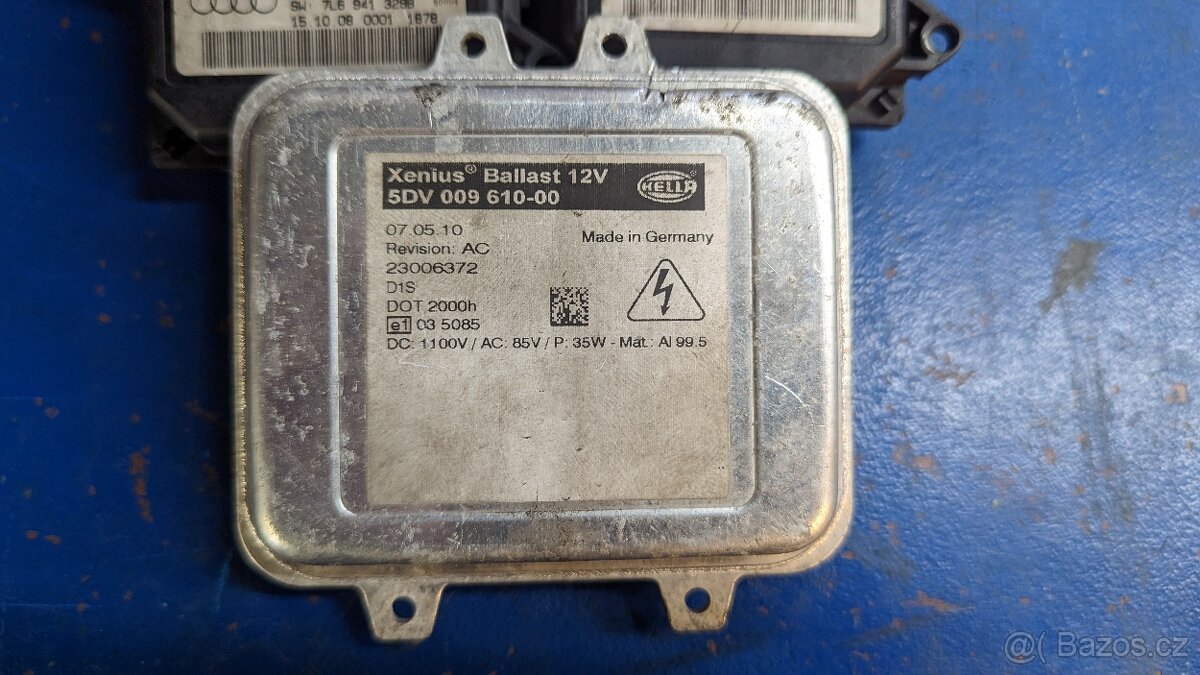 SW: 7L6 941 329B
15 10 08 0001 1878
Xenius® Ballast 12V
5DV 009 610-00
HELLA
07.05.10
Made in Germany
Revision: AC
23006372
D1S
DOT 2000h
e1 03 5085
DC: 1100V / AC: 85V / P: 35W - Mat.: Al 99.5
Bazos.cz